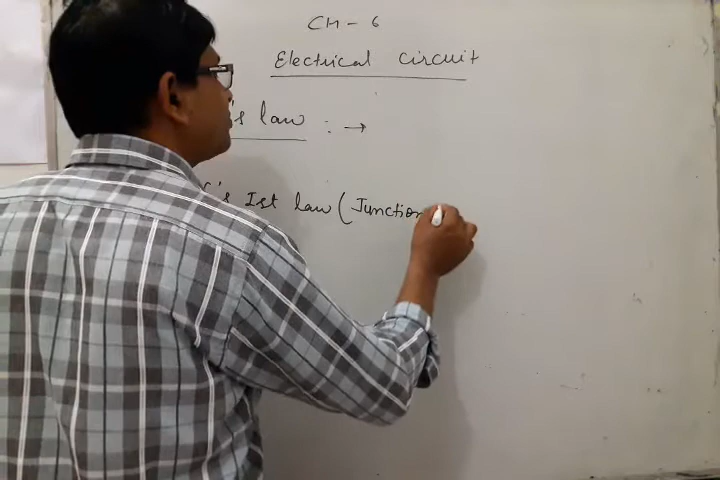 CH-6
Electrical Circuit
's law : →
's Ist law (Junction